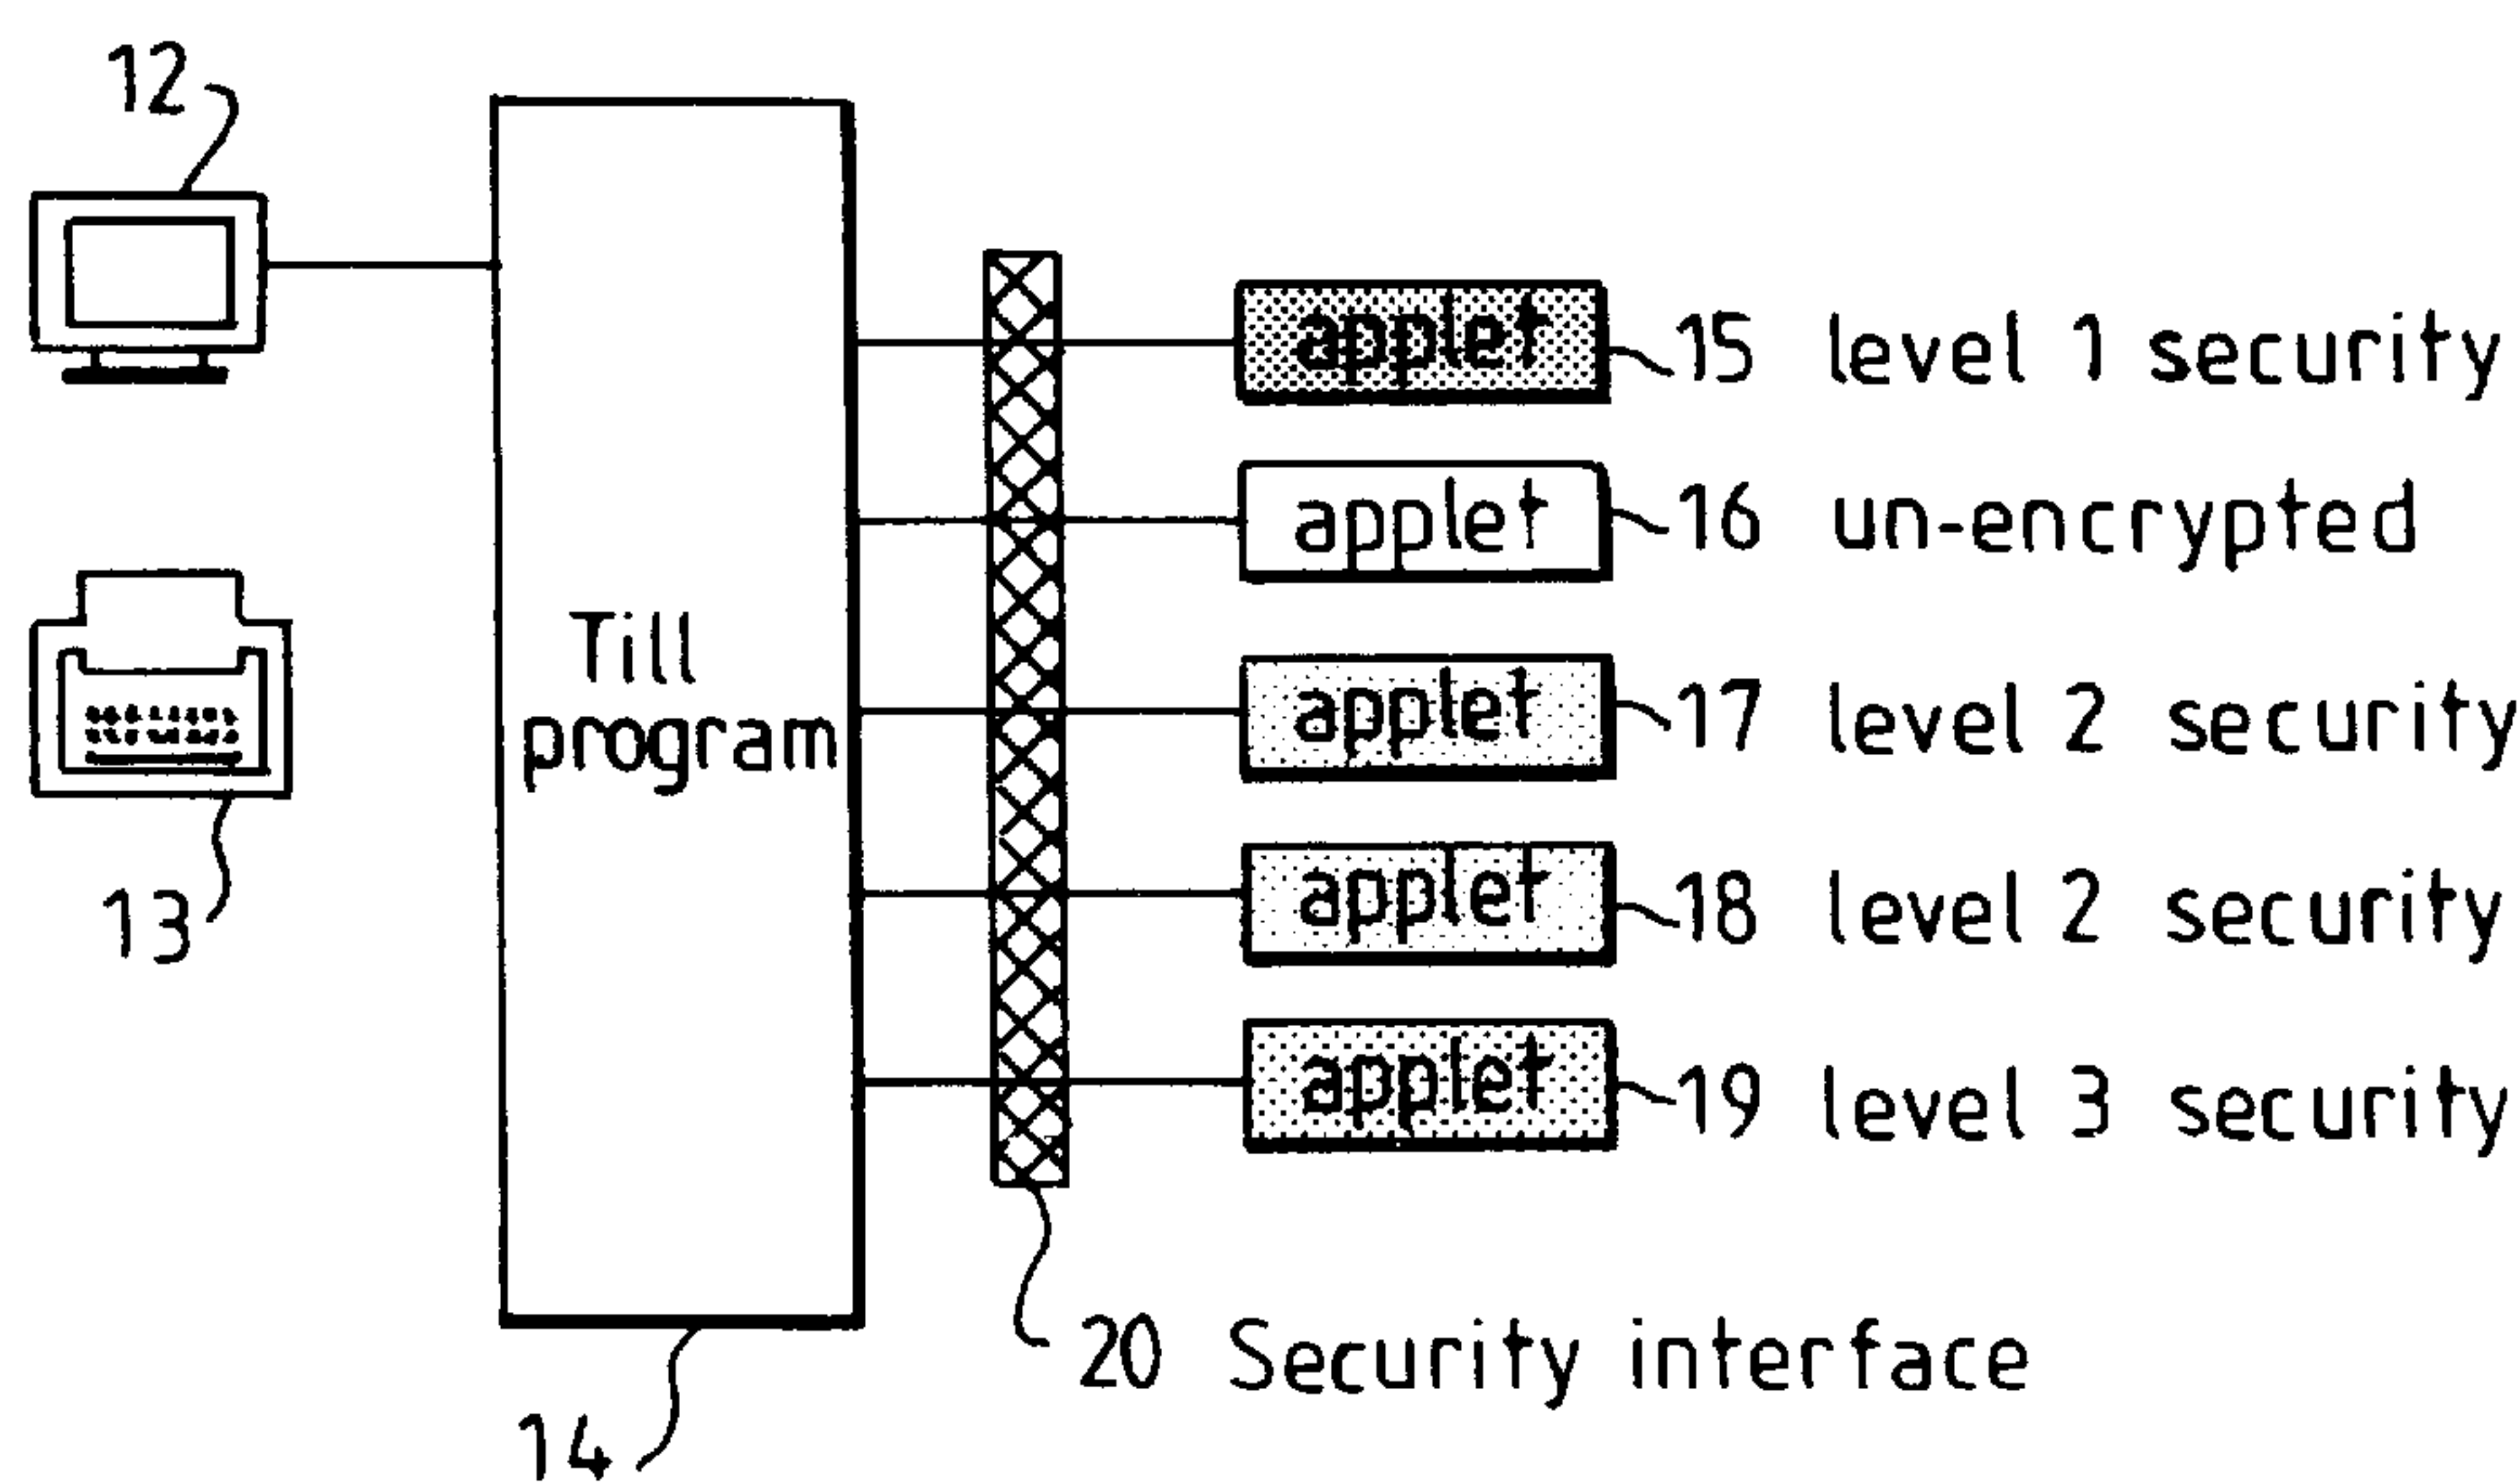 12
applet 15 level 1 security
applet 16 un-encrypted
Till
program
applet 17 level 2 security
13
applet 18 level 2 security
applet 19 level 3 security
20 Security interface
14